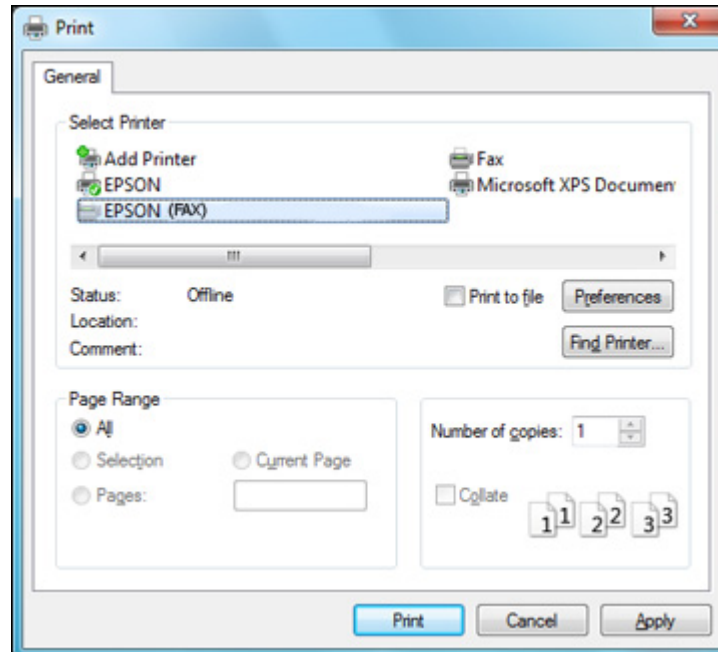 Print
General
Select Printer
Add Printer
Fax
EPSON
Microsoft XPS Documen
EPSON (FAX)
Status: Offline
Print to file
Preferences
Location:
Comment:
Find Printer...
Page Range
All
Selection
Current Page
Pages:
Number of copies: 1
Collate
1 1 2 2 3 3
Print
Cancel
Apply